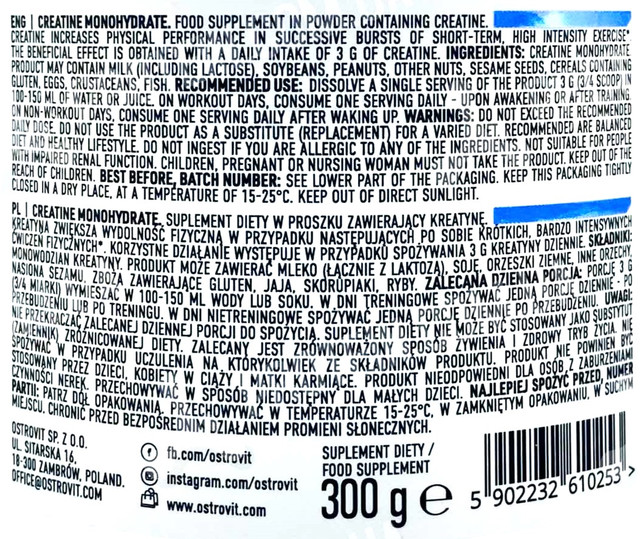 ENG | CREATINE MONOHYDRATE. FOOD SUPPLEMENT IN POWDER CONTAINING CREATINE.
CREATINE INCREASES PHYSICAL PERFORMANCE IN SUCCESSIVE BURSTS OF SHORT-TERM, HIGH INTENSITY EXERCISE*.
THE BENEFICIAL EFFECT IS OBTAINED WITH A DAILY INTAKE OF 3 G OF CREATINE. INGREDIENTS: CREATINE MONOHYDRATE.
PRODUCT MAY CONTAIN MILK (INCLUDING LACTOSE), SOYBEANS, PEANUTS, OTHER NUTS, SESAME SEEDS, CEREALS CONTAINING
GLUTEN, EGGS, CRUSTACEANS, FISH. RECOMMENDED USE: DISSOLVE A SINGLE SERVING OF THE PRODUCT 3 G (3/4 SCOOP) IN
100-150 ML OF WATER OR JUICE. ON WORKOUT DAYS, CONSUME ONE SERVING DAILY - UPON AWAKENING OR AFTER TRAINING.
ON NON-WORKOUT DAYS, CONSUME ONE SERVING DAILY AFTER WAKING UP. WARNINGS: DO NOT EXCEED THE RECOMMENDED
DAILY DOSE. DO NOT USE THE PRODUCT AS A SUBSTITUTE (REPLACEMENT) FOR A VARIED DIET. RECOMMENDED ARE BALANCED
DIET AND HEALTHY LIFESTYLE. DO NOT INGEST IF YOU ARE ALLERGIC TO ANY OF THE INGREDIENTS. NOT SUITABLE FOR PEOPLE
WITH IMPAIRED RENAL FUNCTION. CHILDREN, PREGNANT OR NURSING WOMAN MUST NOT TAKE THE PRODUCT. KEEP OUT OF THE
REACH OF CHILDREN. BEST BEFORE, BATCH NUMBER: SEE LOWER PART OF THE PACKAGING. KEEP THIS PACKAGING TIGHTLY
CLOSED IN A DRY PLACE, AT A TEMPERATURE OF 15-25°C. KEEP OUT OF DIRECT SUNLIGHT.
PL | CREATINE MONOHYDRATE. SUPLEMENT DIETY W PROSZKU ZAWIERAJĄCY KREATYNĘ.
KREATYNA ZWIĘKSZA WYDOLNOŚĆ FIZYCZNĄ W PRZYPADKU NASTĘPUJĄCYCH PO SOBIE KRÓTKICH, BARDZO INTENSYWNYCH
ĆWICZEŃ FIZYCZNYCH*. KORZYSTNE DZIAŁANIE WYSTĘPUJE W PRZYPADKU SPOŻYWANIA 3 G KREATYNY DZIENNIE. SKŁADNIKI:
MONOWODZIAN KREATYNY. PRODUKT MOŻE ZAWIERAĆ MLEKO (ŁĄCZNIE Z LAKTOZĄ), SOJĘ, ORZESZKI ZIEMNE, INNE ORZECHY,
NASIONA SEZAMU, ZBOŻA ZAWIERAJĄCE GLUTEN, JAJA, SKORUPIAKI, RYBY. ZALECANA DZIENNA PORCJA: PORCJĘ 3 G
(3/4 MIARKI) WYMIESZAĆ W 100-150 ML WODY LUB SOKU. W DNI TRENINGOWE SPOŻYWAĆ JEDNĄ PORCJĘ DZIENNIE - PO
PRZEBUDZENIU LUB PO TRENINGU. W DNI NIETRENINGOWE SPOŻYWAĆ JEDNĄ PORCJĘ DZIENNIE PO PRZEBUDZENIU. UWAGI:
NIE PRZEKRACZAĆ ZALECANEJ DZIENNEJ PORCJI DO SPOŻYCIA. SUPLEMENT DIETY NIE MOŻE BYĆ STOSOWANY JAKO SUBSTYTUT
(ZAMIENNIK) ZRÓŻNICOWANEJ DIETY. ZALECANY JEST ZRÓWNOWAŻONY SPOSÓB ŻYWIENIA I ZDROWY TRYB ŻYCIA. NIE
SPOŻYWAĆ W PRZYPADKU UCZULENIA NA KTÓRYKOLWIEK ZE SKŁADNIKÓW PRODUKTU. PRODUKT NIE POWINIEN BYĆ
STOSOWANY PRZEZ DZIECI, KOBIETY W CIĄŻY I MATKI KARMIĄCE. PRODUKT NIEODPOWIEDNI DLA OSÓB Z ZABURZENIAMI
CZYNNOŚCI NEREK. PRZECHOWYWAĆ W SPOSÓB NIEDOSTĘPNY DLA MAŁYCH DZIECI. NAJLEPIEJ SPOŻYĆ PRZED, NUMER
PARTII: PATRZ DÓŁ OPAKOWANIA. PRZECHOWYWAĆ W TEMPERATURZE 15-25°C, W ZAMKNIĘTYM OPAKOWANIU, W SUCHYM
MIEJSCU. CHRONIĆ PRZED BEZPOŚREDNIM DZIAŁANIEM PROMIENI SŁONECZNYCH.
OSTROVIT SP. Z O.O.
UL. SITARSKA 16,
18-300 ZAMBRÓW, POLAND.
OFFICE@OSTROVIT.COM
fb.com/ostrovit
instagram.com/ostrovit
www.ostrovit.com
SUPLEMENT DIETY /
FOOD SUPPLEMENT
300 g ℮
5 902232 610253 >